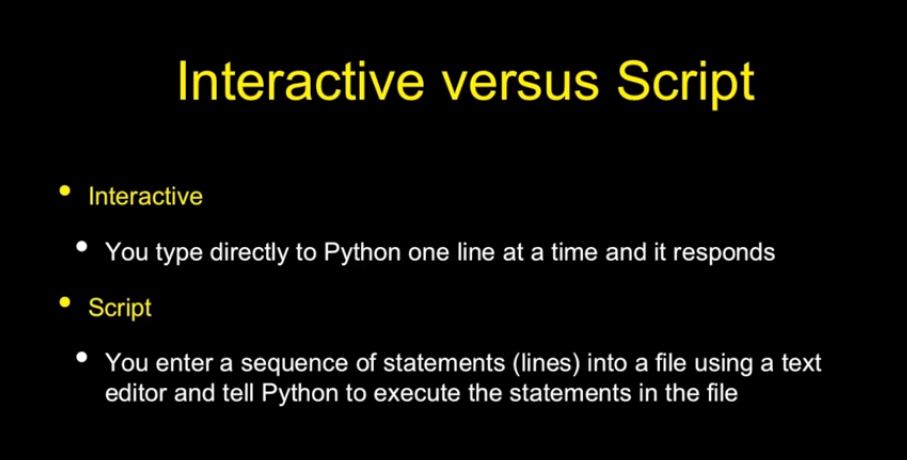 Interactive versus Script
• Interactive
• You type directly to Python one line at a time and it responds
• Script
• You enter a sequence of statements (lines) into a file using a text
editor and tell Python to execute the statements in the file